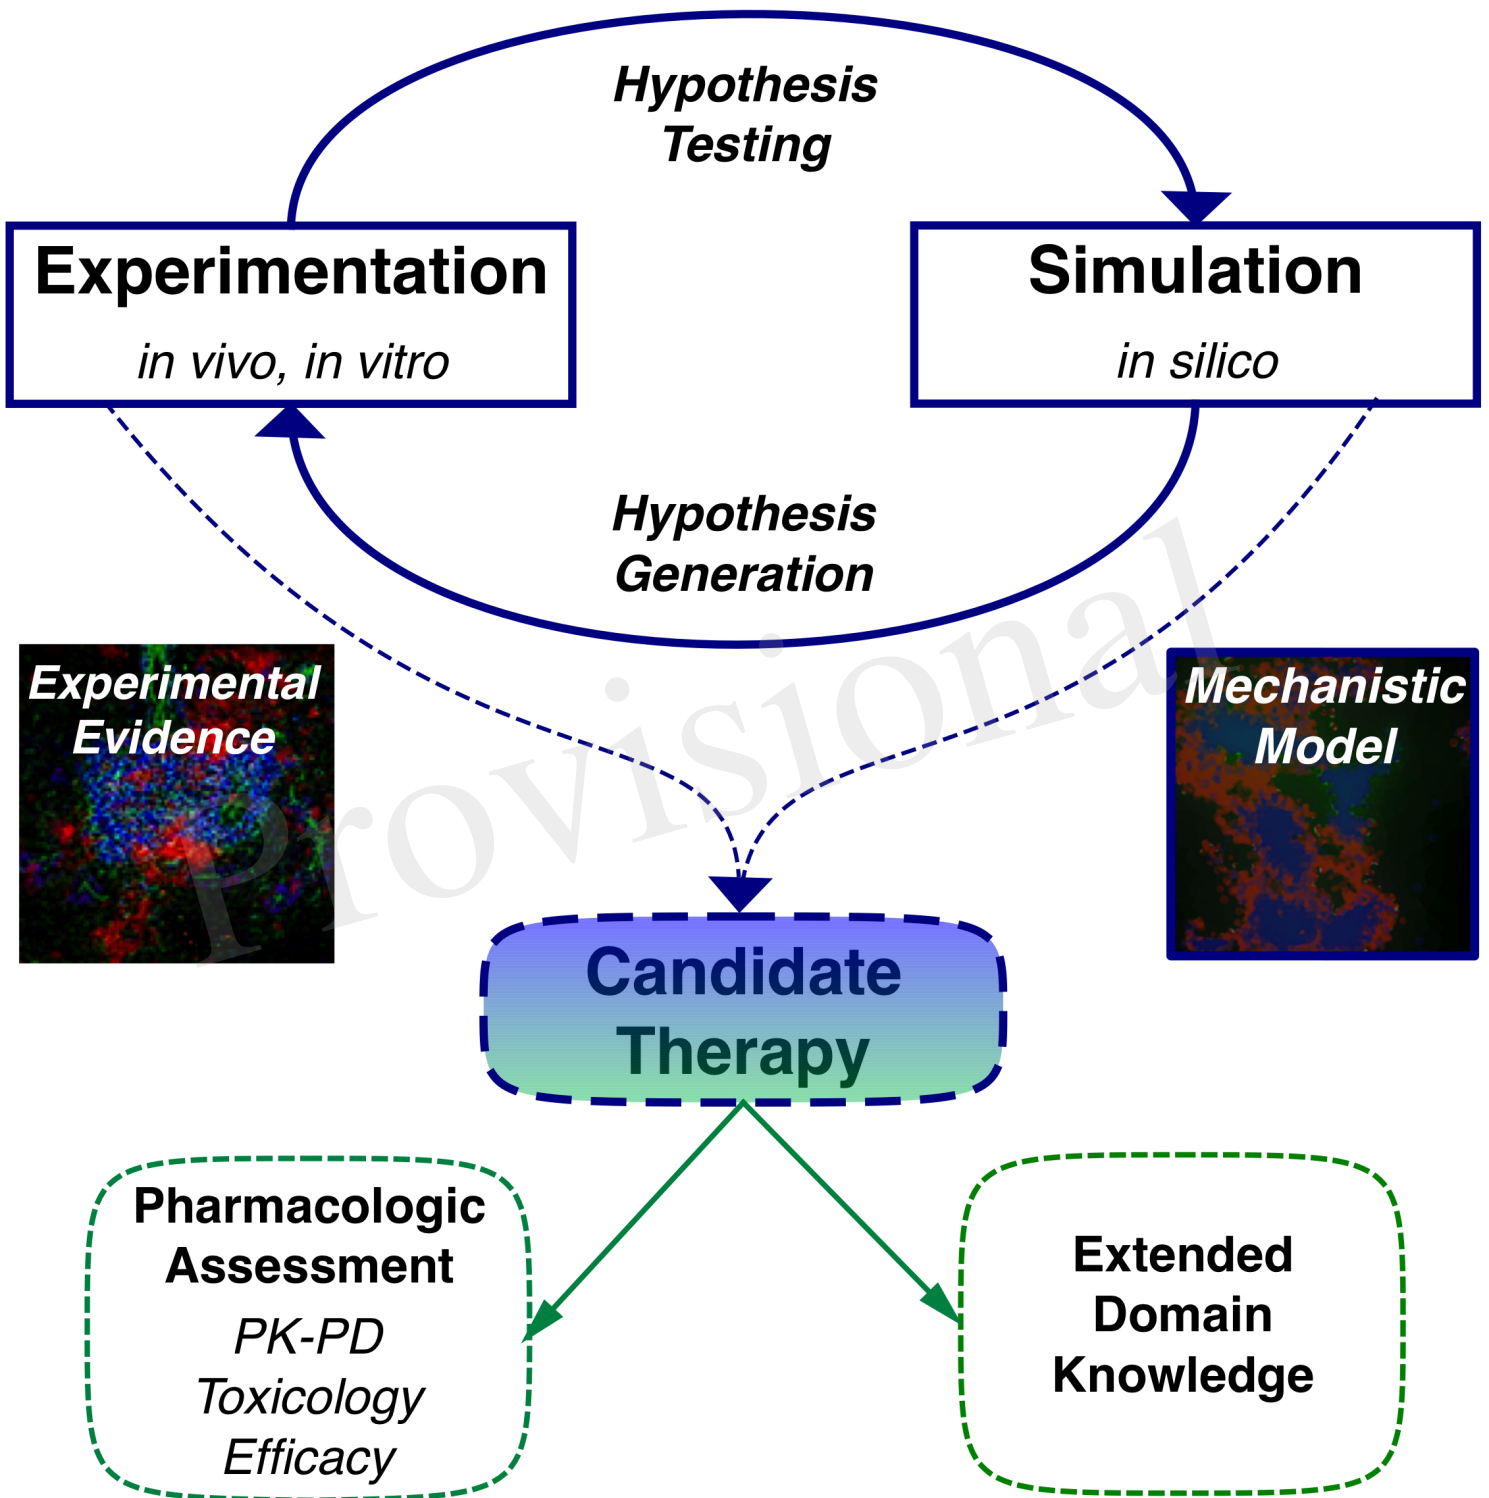 Hypothesis
Testing
Experimentation
in vivo, in vitro
Simulation
in silico
Hypothesis
Generation
Experimental
Evidence
Mechanistic
Model
Provisional
Candidate
Therapy
Pharmacologic
Assessment
PK-PD
Toxicology
Efficacy
Extended
Domain
Knowledge